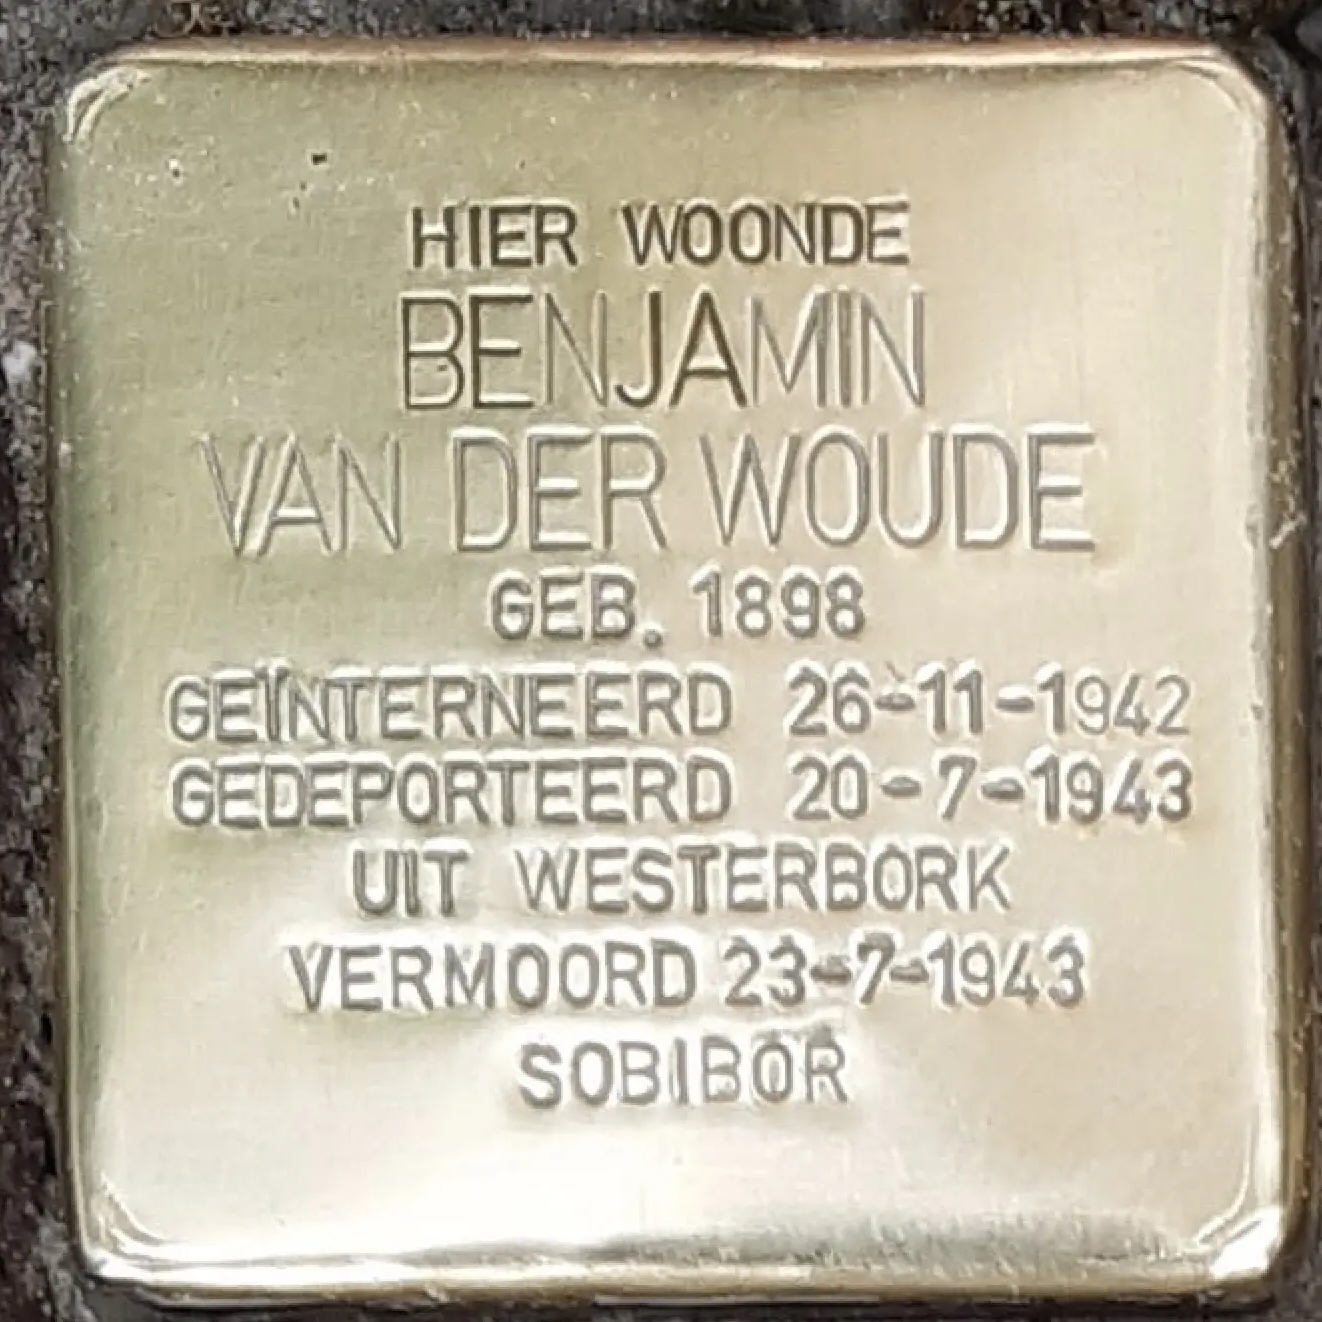 HIER WOONDE
BENJAMIN
VAN DER WOUDE
GEB. 1898
GEÏNTERNEERD 26-11-1942
GEDEPORTEERD 20-7-1943
UIT WESTERBORK
VERMOORD 23-7-1943
SOBIBOR